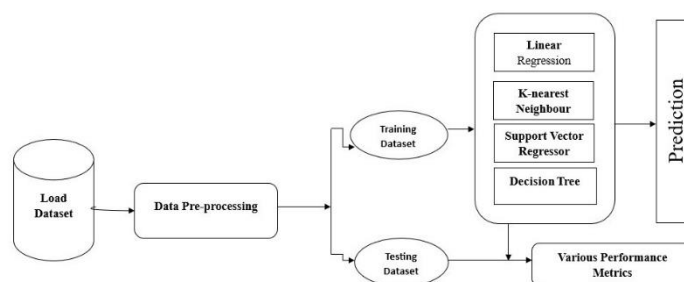 Load
Dataset
Data Pre-processing
Training
Dataset
Testing
Dataset
Linear
Regression
K-nearest
Neighbour
Support Vector
Regressor
Decision Tree
Prediction
Various Performance
Metrics